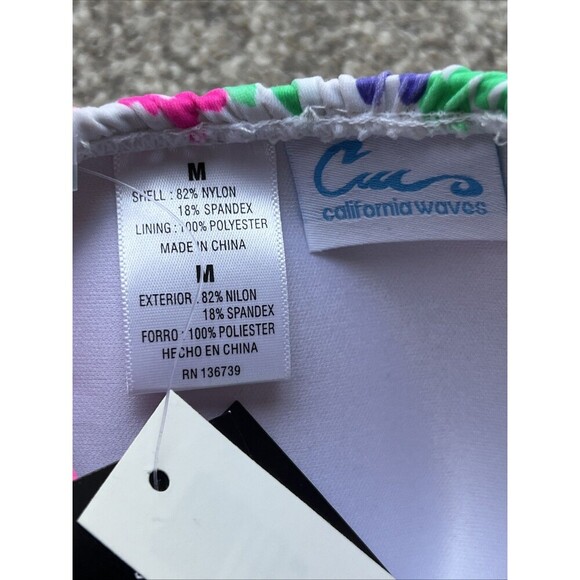 M
SHELL : 82% NYLON
18% SPANDEX
LINING : 100% POLYESTER
MADE IN CHINA
M
EXTERIOR : 82% NILON
18% SPANDEX
FORRO : 100% POLIESTER
HECHO EN CHINA
RN 136739
california waves